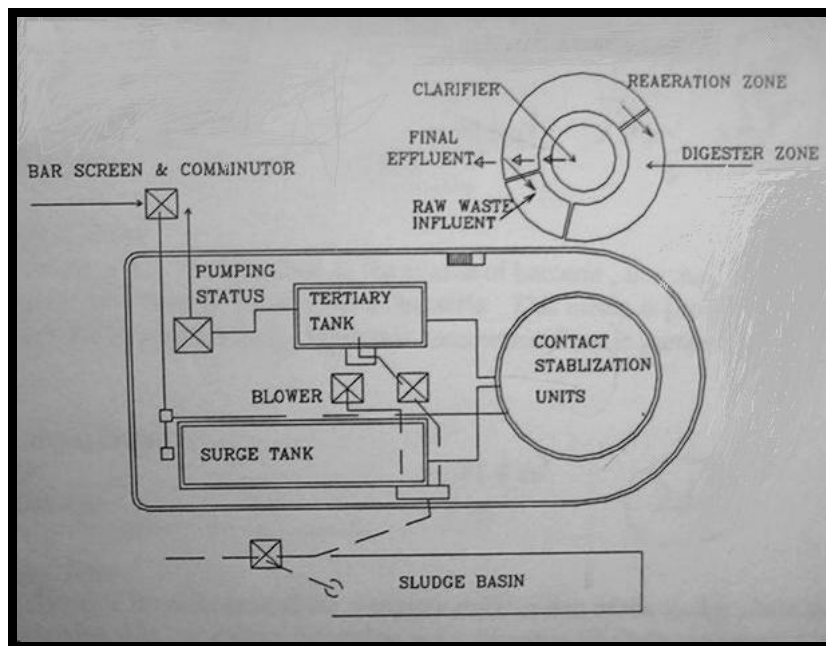 CLARIFIER
REAERATION ZONE
FINAL
EFFLUENT
DIGESTER ZONE
BAR SCREEN & COMMINUTOR
RAW WASTE
INFLUENT
PUMPING
STATUS
TERTIARY
TANK
CONTACT
STABLIZATION
UNITS
BLOWER
SURGE TANK
SLUDGE BASIN